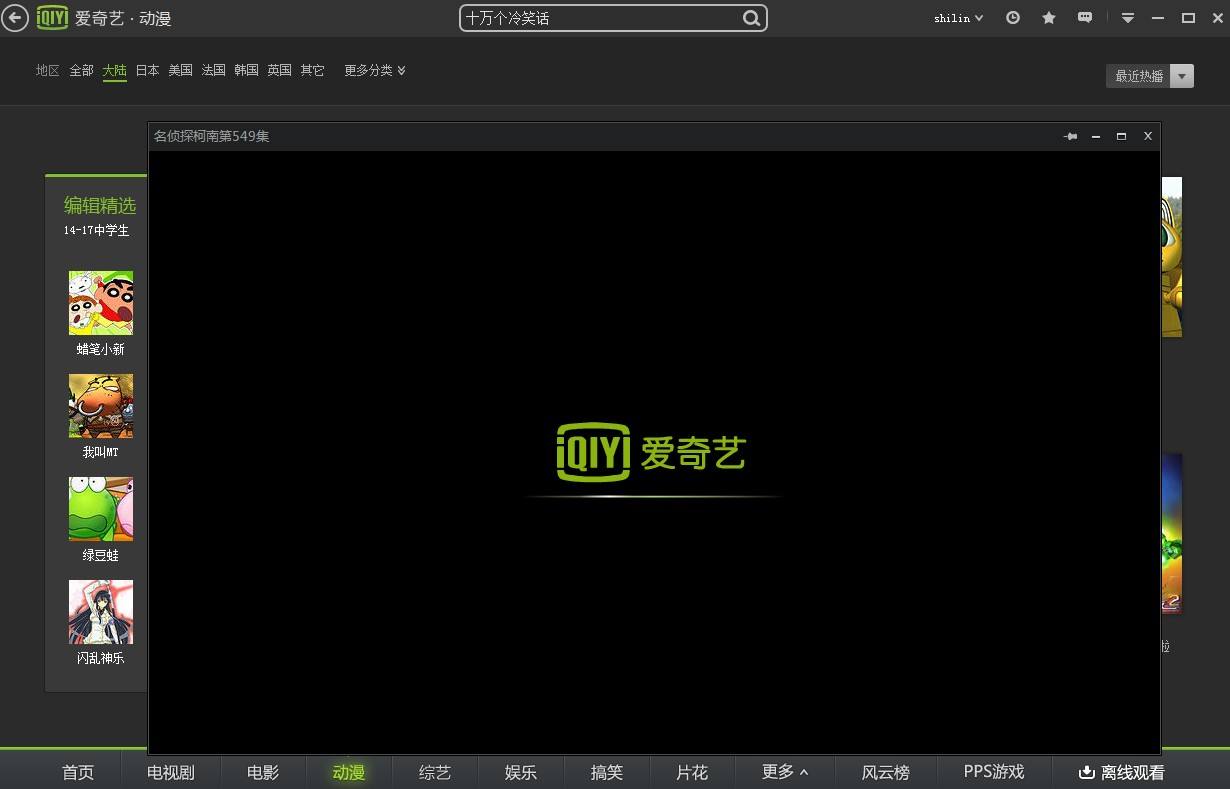 iQIYI 爱奇艺 · 动漫
十万个冷笑话
shilin
地区 全部 大陆 日本 美国 法国 韩国 英国 其它 更多分类
最近热播
名侦探柯南第549集
编辑精选
14-17中学生
蜡笔小新
我叫MT
绿豆蛙
闪乱神乐
iQIYI 爱奇艺
2
啦
首页 电视剧 电影 动漫 综艺 娱乐 搞笑 片花 更多 风云榜 PPS游戏 离线观看